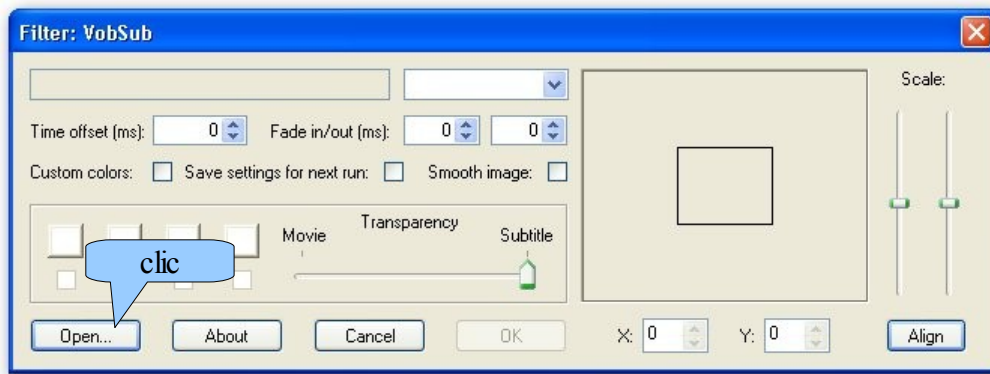 Filter: VobSub
Scale:
Time offset (ms): 0 Fade in/out (ms): 0 0
Custom colors: Save settings for next run: Smooth image:
Transparency
Movie Subtitle
clic
Open... About Cancel OK X: 0 Y: 0 Align